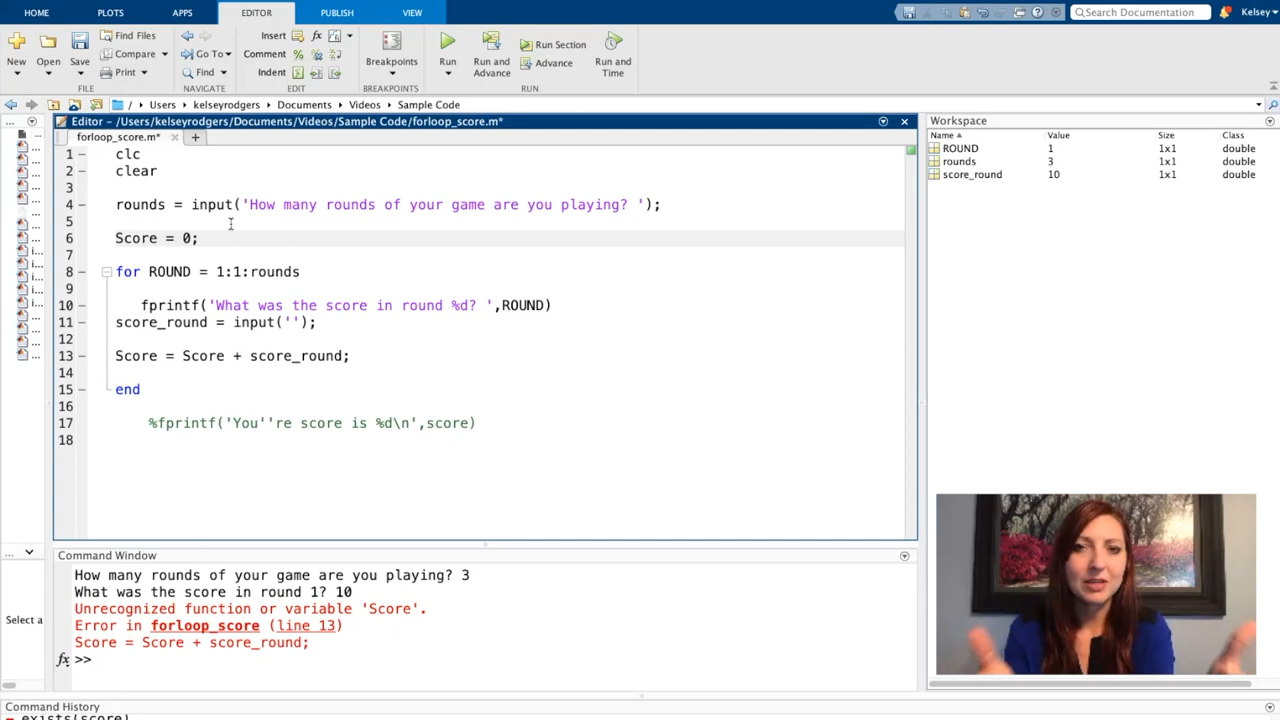 HOME PLOTS APPS EDITOR PUBLISH VIEW Search Documentation Kelsey
New Open Save Find Files Compare Print Go To Find Insert Comment Indent fx Breakpoints Run Run and Advance Run Section Advance Run and Time
FILE NAVIGATE EDIT BREAKPOINTS RUN
/ Users kelseyrodgers Documents Videos Sample Code
Editor - /Users/kelseyrodgers/Documents/Videos/Sample Code/forloop_score.m*
forloop_score.m* × +
1 – clc
2 – clear
3
4 – rounds = input('How many rounds of your game are you playing? ');
5
6 – Score = 0;
7
8 – for ROUND = 1:1:rounds
9
10 – fprintf('What was the score in round %d? ',ROUND)
11 – score_round = input('');
12
13 – Score = Score + score_round;
14
15 – end
16
17 %fprintf('You''re score is %d\n',score)
18
Workspace
Name Value Size Class
ROUND 1 1x1 double
rounds 3 1x1 double
score_round 10 1x1 double
Select a
Command Window
How many rounds of your game are you playing? 3
What was the score in round 1? 10
Unrecognized function or variable 'Score'.
Error in forloop_score (line 13)
Score = Score + score_round;
fx >>
Command History
exists(score)